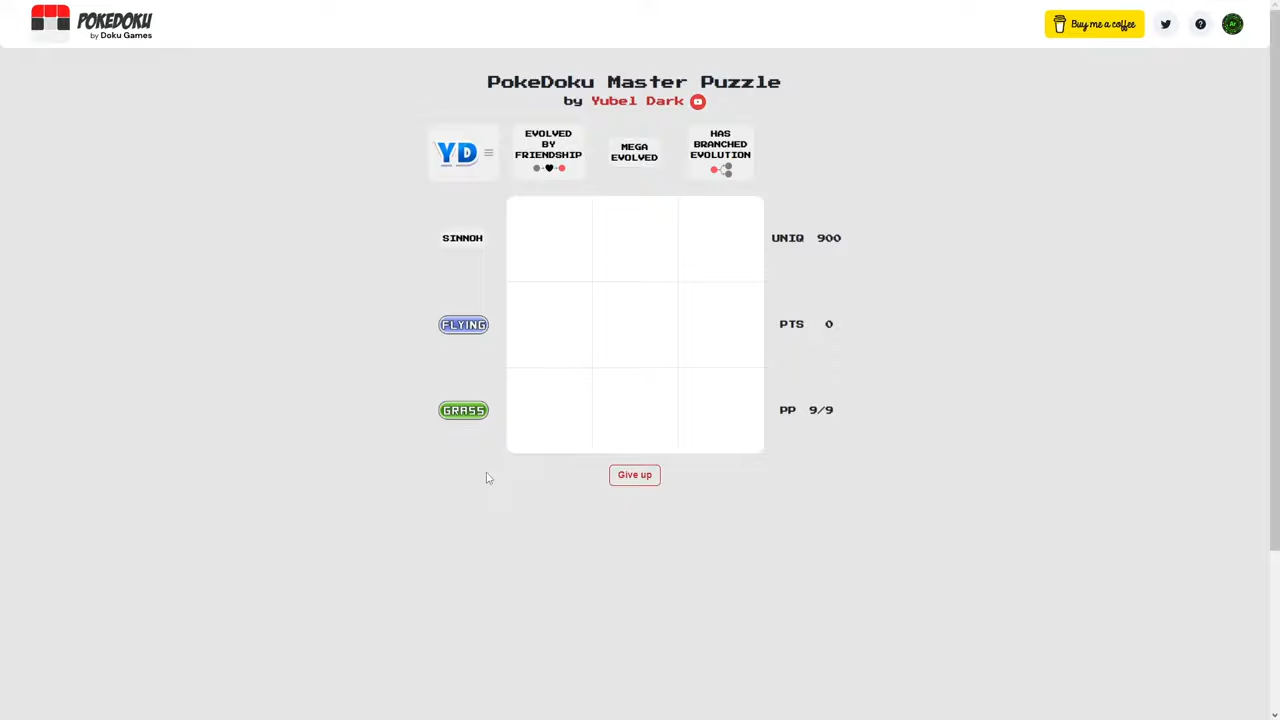 POKEDOKU
by Doku Games
Buy me a coffee
Ar
PokeDoku Master Puzzle
by Yubel Dark
YD
EVOLVED
BY
FRIENDSHIP
MEGA
EVOLVED
HAS
BRANCHED
EVOLUTION
SINNOH
UNIQ 900
FLYING
PTS 0
GRASS
PP 9/9
Give up